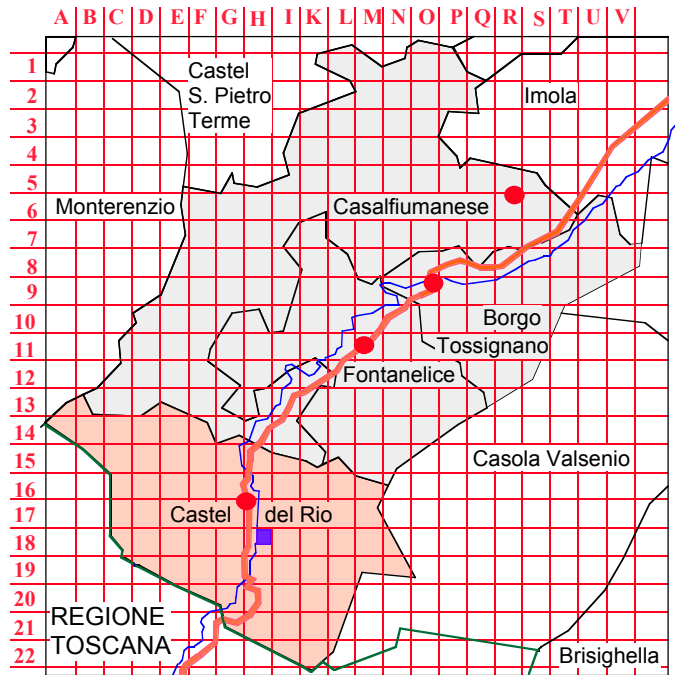 A B C D E F G H I K L M N O P Q R S T U V
1
Castel
S. Pietro
Terme
2
Imola
3
4
5
6
Monterenzio
Casalfiumanese
7
8
9
10
Borgo
Tossignano
11
12
Fontanelice
13
14
15
Casola Valsenio
16
17
Castel del Rio
18
19
20
REGIONE
TOSCANA
21
22
Brisighella